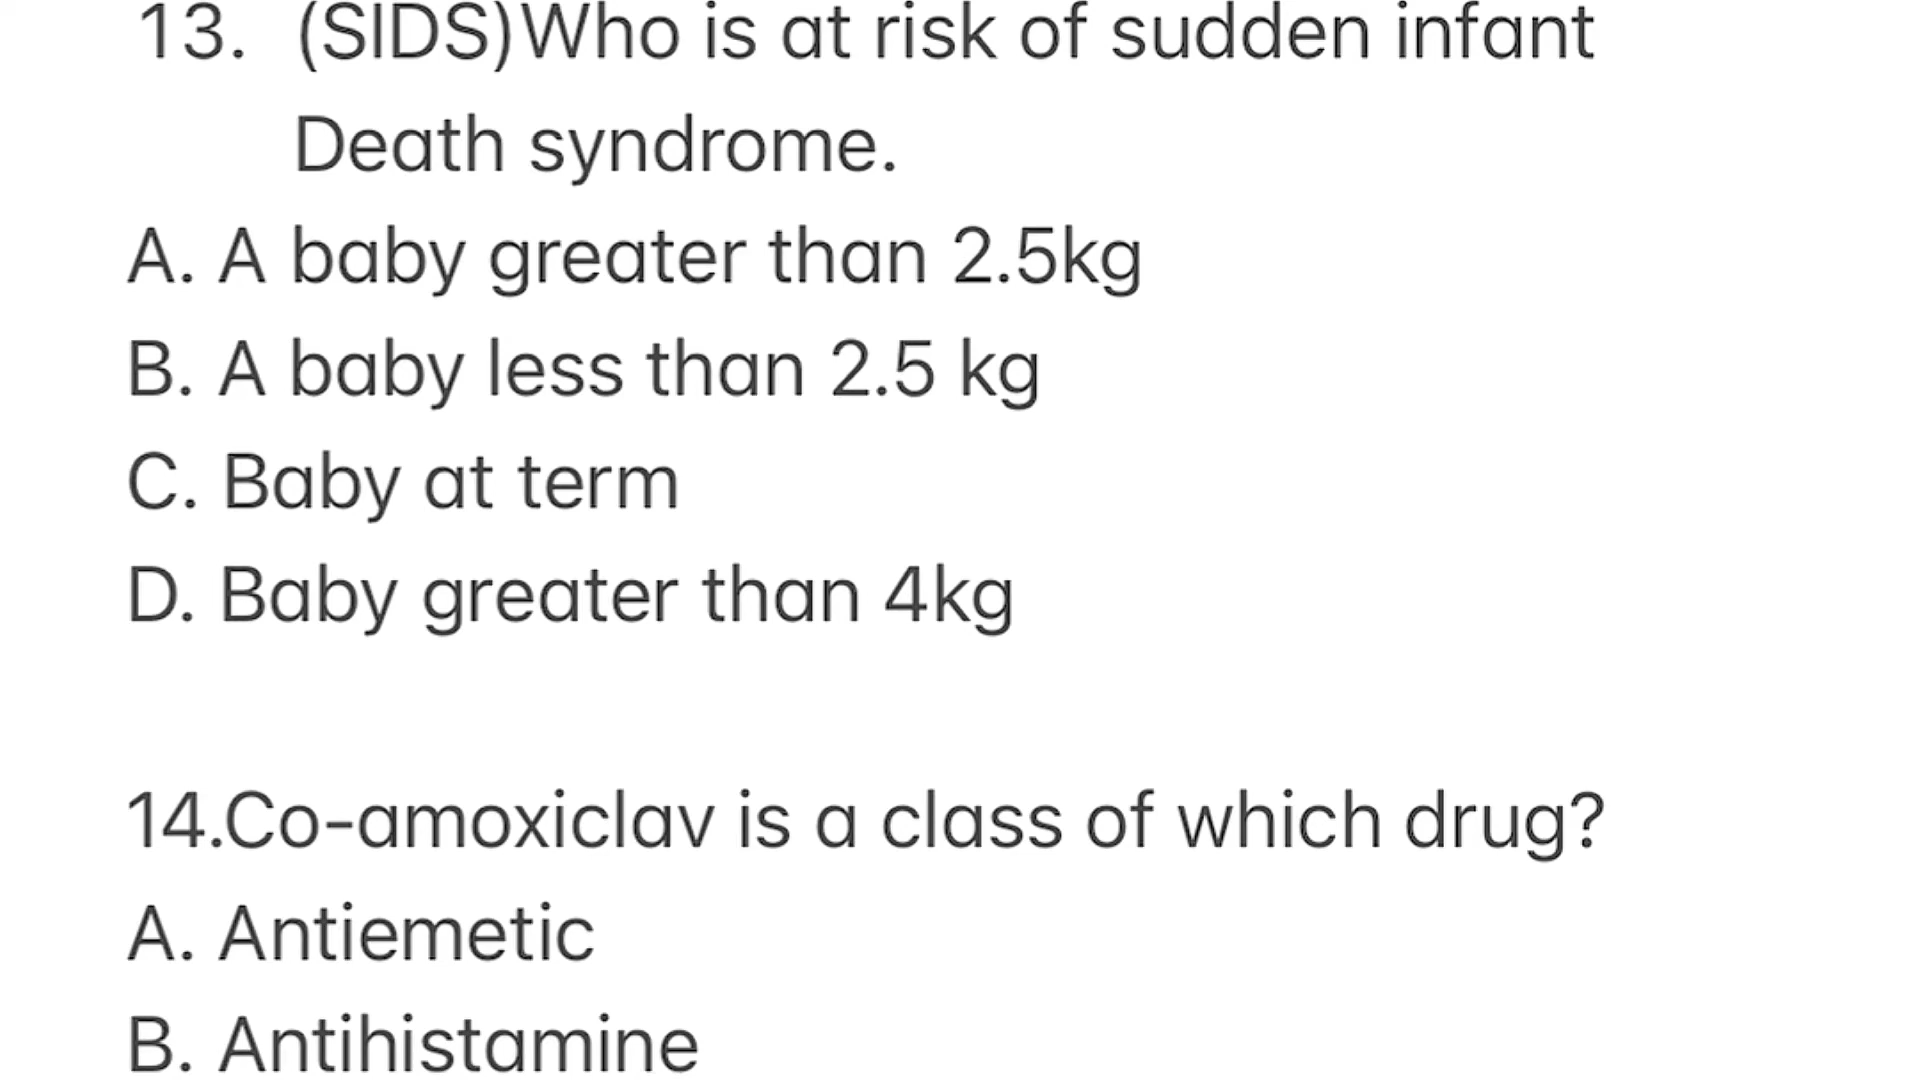 13. (SIDS)Who is at risk of sudden infant
Death syndrome.
A. A baby greater than 2.5kg
B. A baby less than 2.5 kg
C. Baby at term
D. Baby greater than 4kg
14.Co-amoxiclav is a class of which drug?
A. Antiemetic
B. Antihistamine